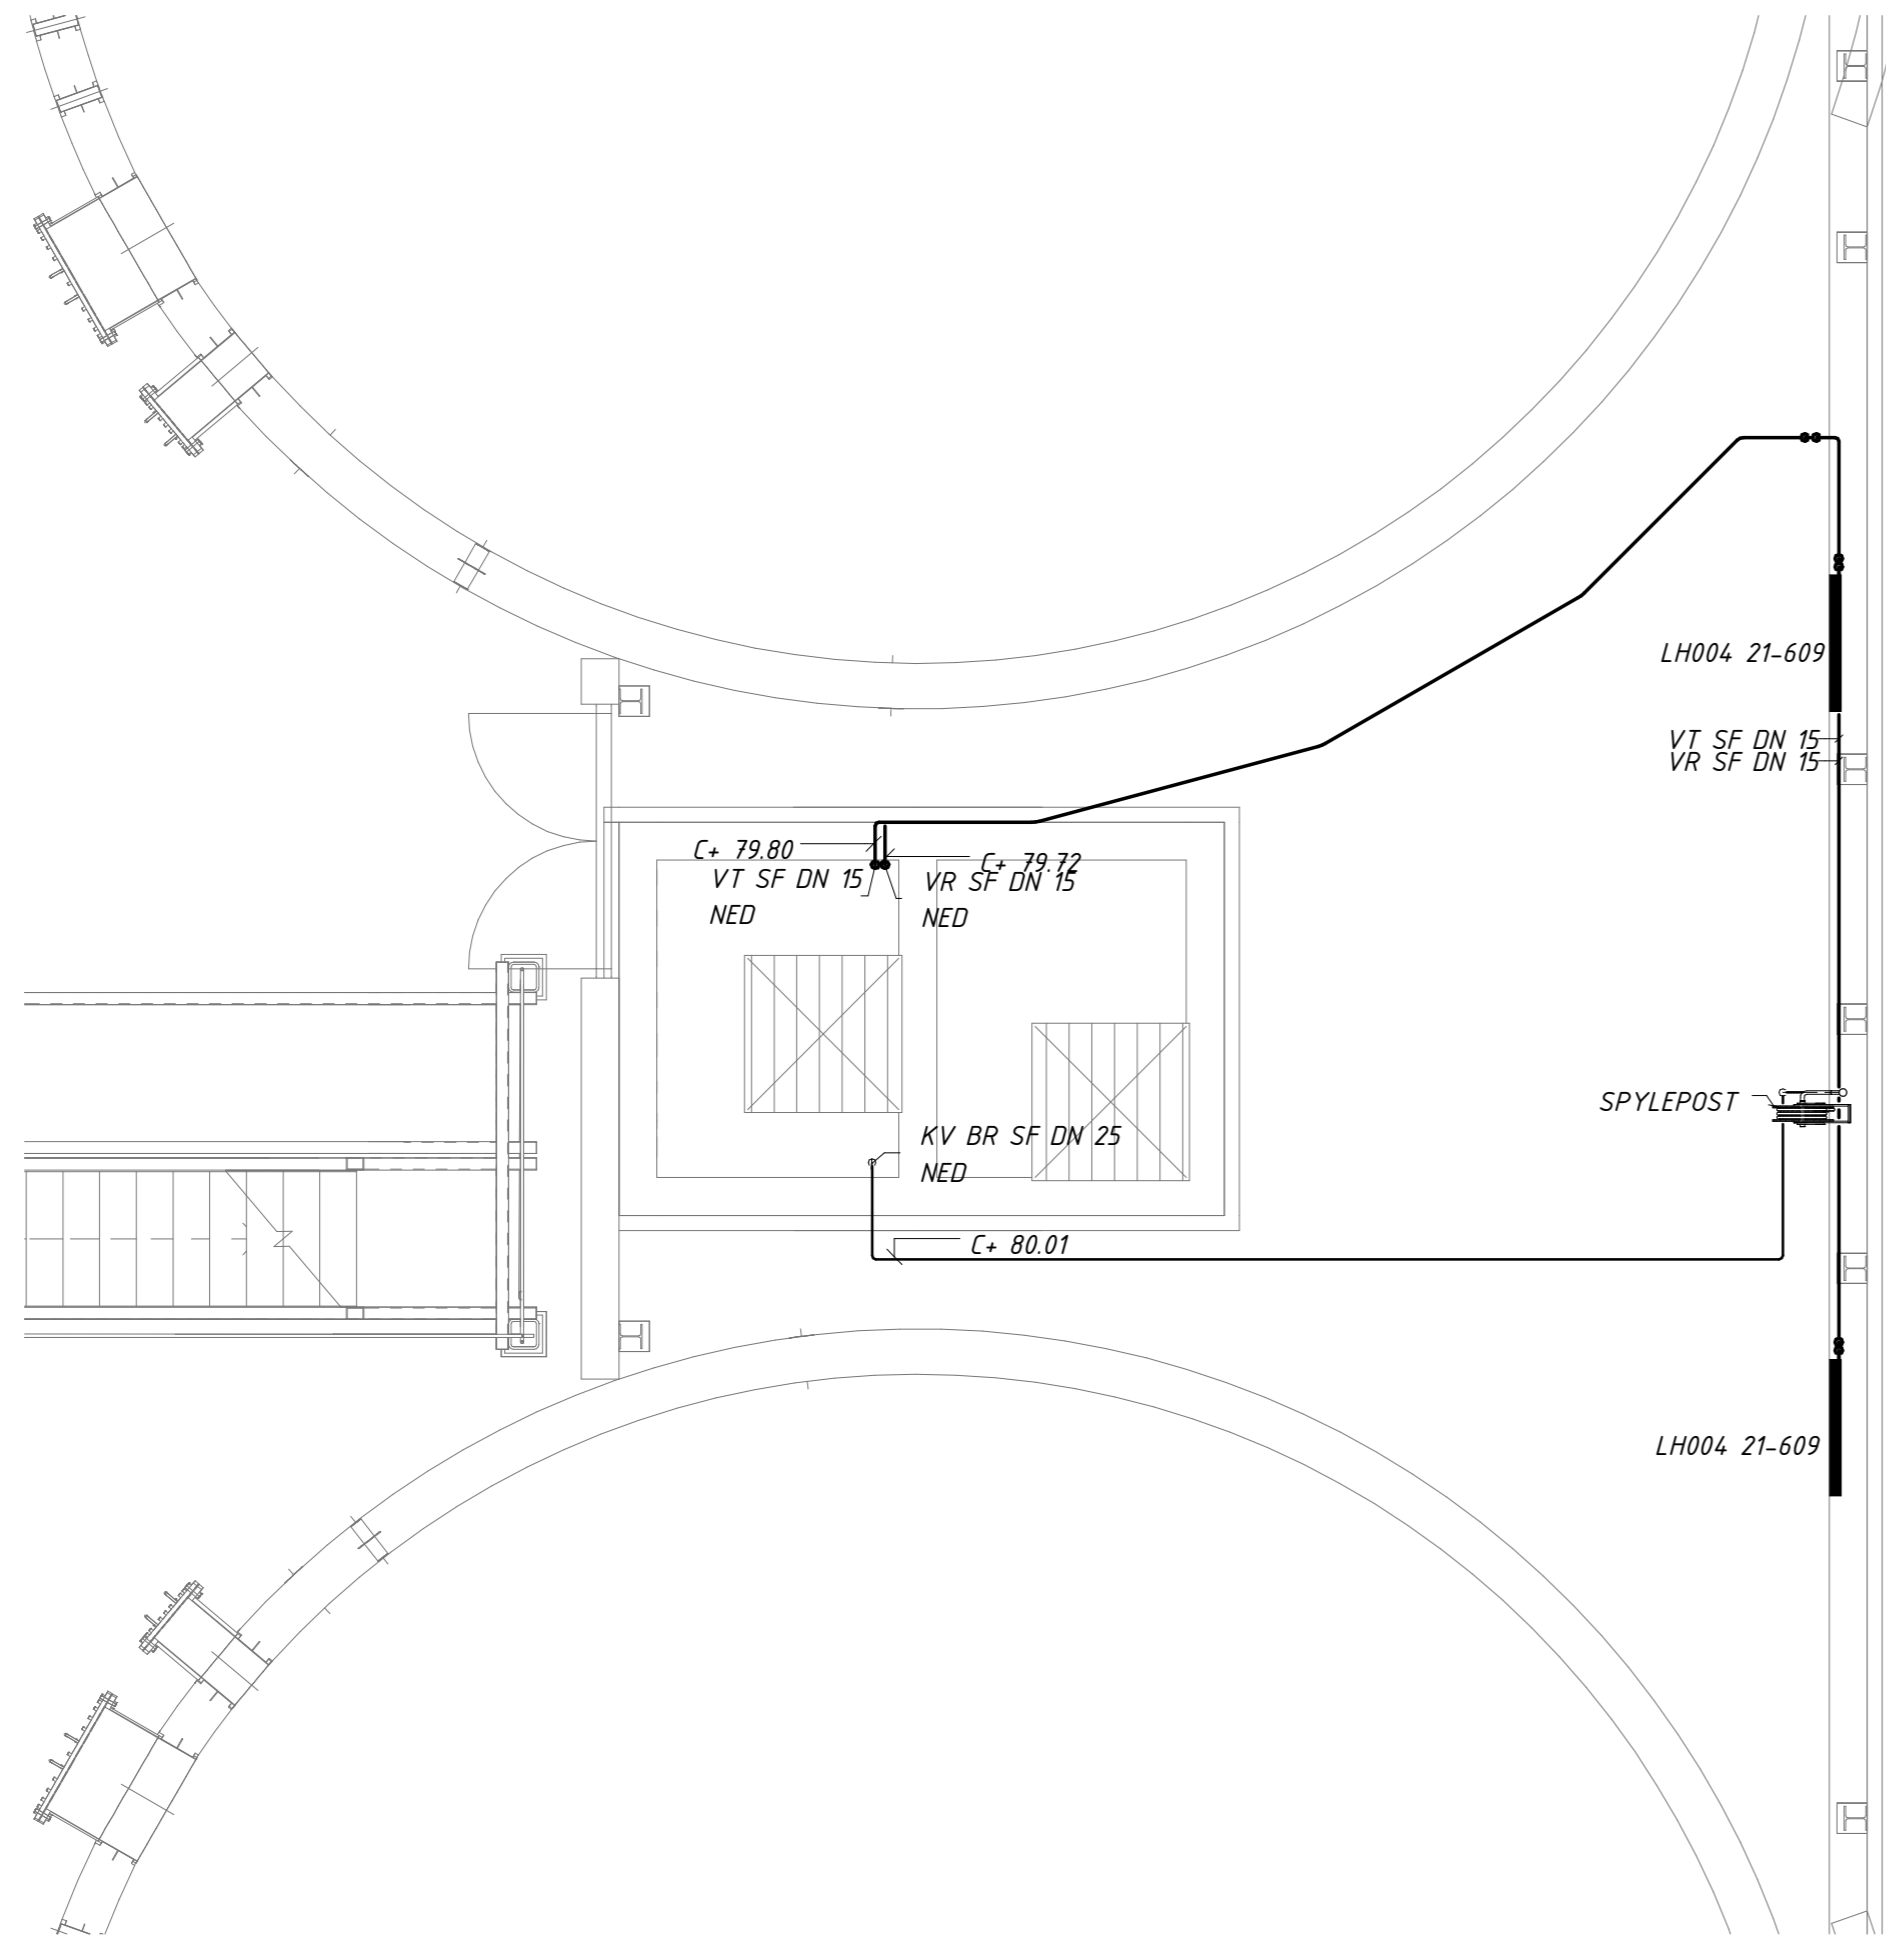 LH004 21-609
VT SF DN 15
VR SF DN 15
C+ 79.80
C+ 79.72
VT SF DN 15
NED
VR SF DN 15
NED
SPYLEPOST
KV BR SF DN 25
NED
C+ 80.01
LH004 21-609